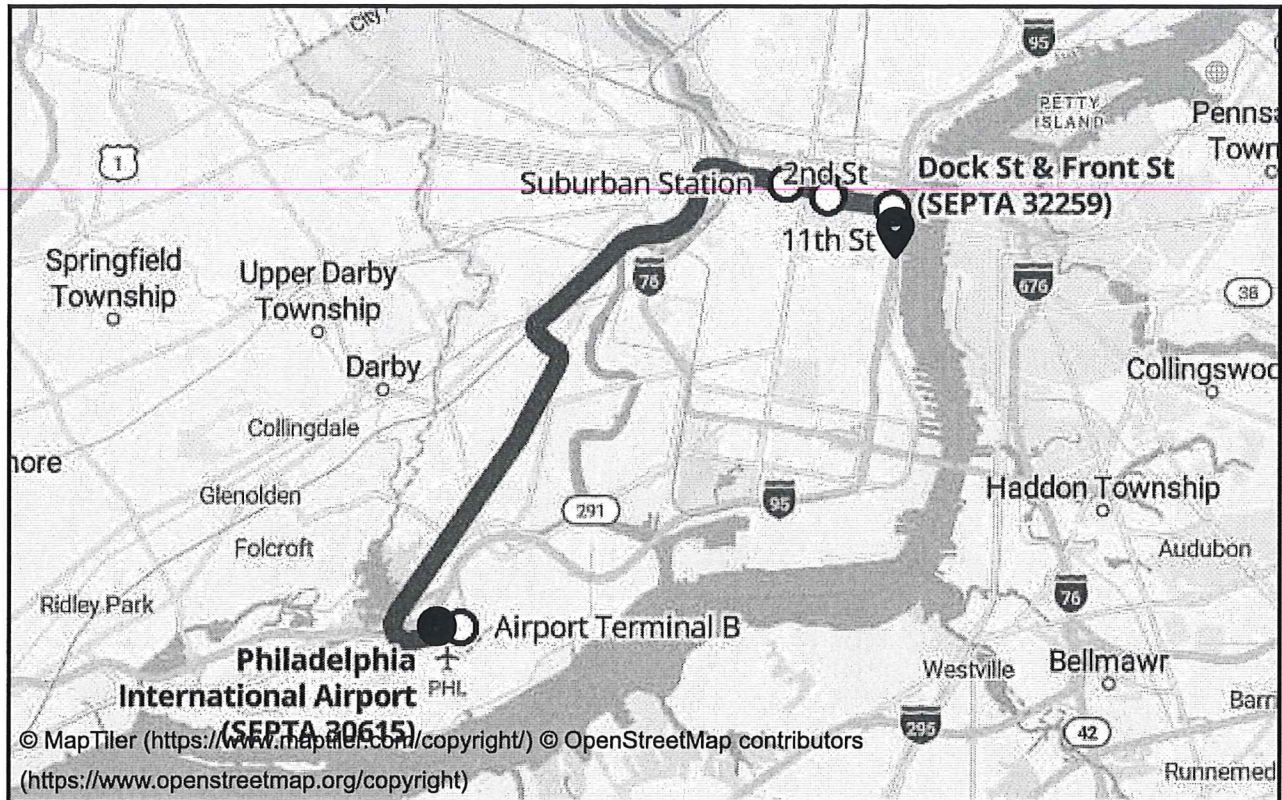 City
95
PETTY
ISLAND
Penns
Town
1
2nd St
Suburban Station
Dock St & Front St
(SEPTA 32259)
11th St
Springfield
Township
Upper Darby
Township
76
676
38
Darby
Collingswoo
Collingdale
nore
Glenolden
291
95
Haddon Township
Folcroft
Audubon
Ridley Park
76
Airport Terminal B
Philadelphia
International Airport
(SEPTA 30615)
PHL
Westville
Bellmawr
Barri
295
42
© MapTiler (https://www.maptiler.com/copyright/) © OpenStreetMap contributors
(https://www.openstreetmap.org/copyright)
Runnemed